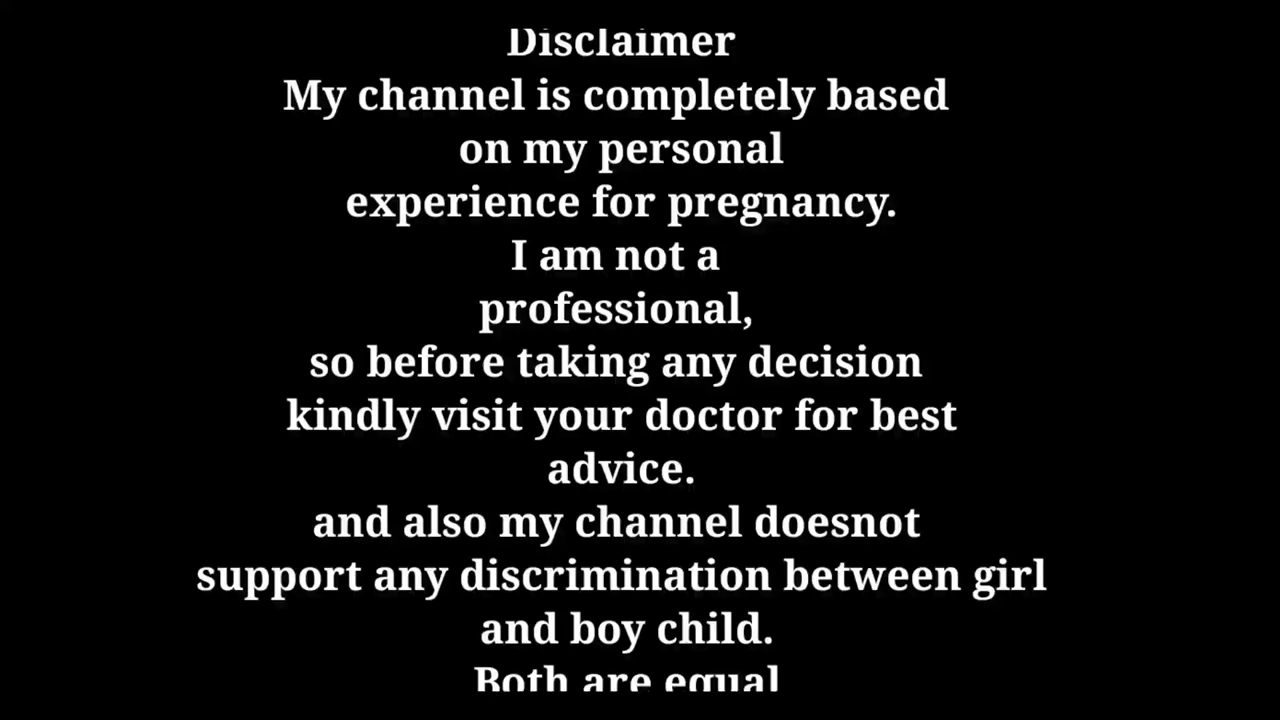 Disclaimer
My channel is completely based
on my personal
experience for pregnancy.
I am not a
professional,
so before taking any decision
kindly visit your doctor for best
advice.
and also my channel doesnot
support any discrimination between girl
and boy child.
Both are equal